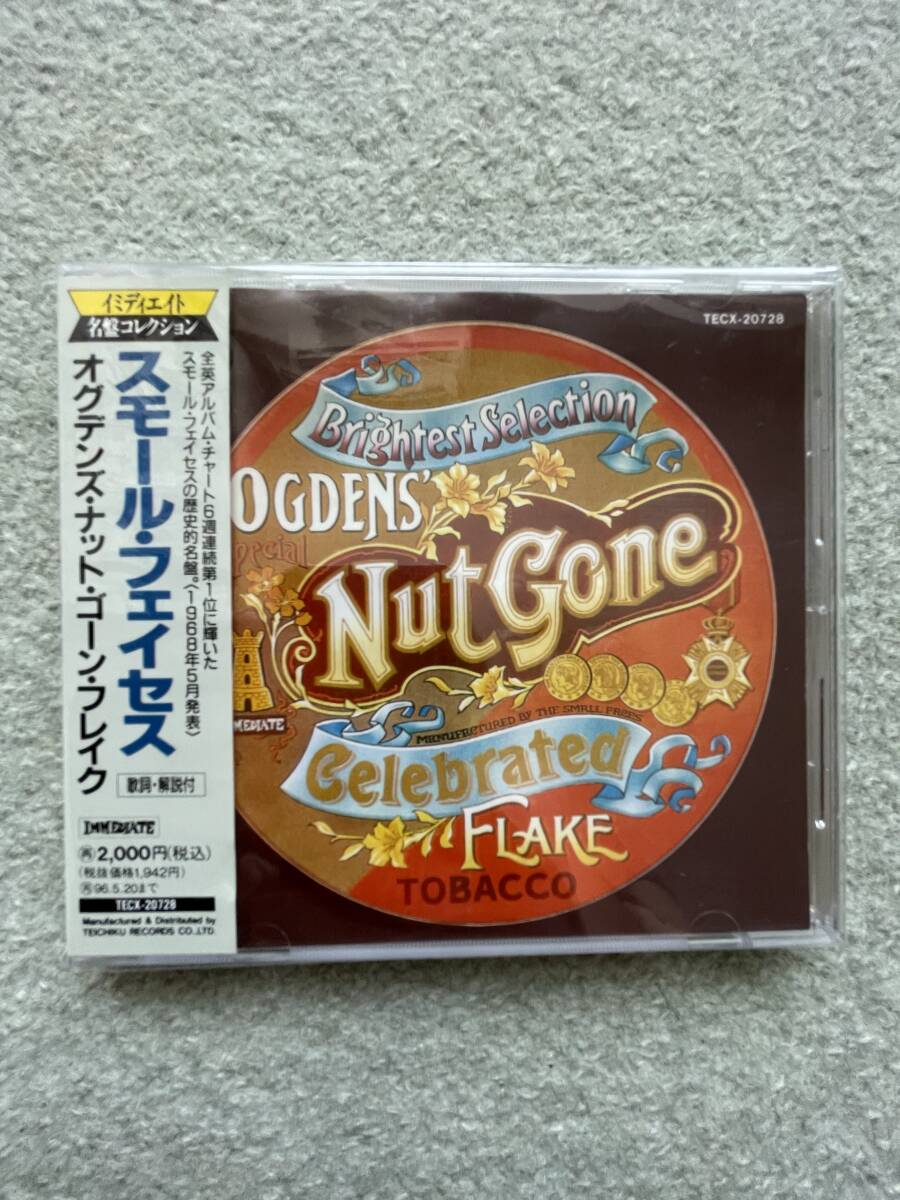 イミディエイト
名盤コレクション
スモール・フェイセス
オグデンズ・ナット・ゴーン・フレイク
全英アルバム・チャート6週連続第1位に輝いた
スモール・フェイセスの歴史的名盤。(1968年5月発表)
歌詞・解説付
IMMEDIATE
2,000円(税込)
(税抜価格1,942円)
96.5.20まで
TECX-20728
Manufactured & Distributed by
TEICHIKU RECORDS CO.,LTD.
TECX-20728
Brightest Selection
OGDENS'
Special
Nut Gone
MEDIATE
MANUFACTURED BY THE SMALL FACES
Celebrated
FLAKE
TOBACCO